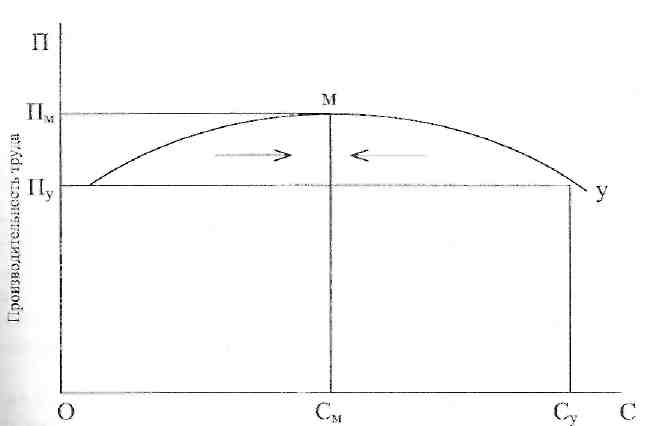 П
М
Пм
Пу
у
Производительность труда
О
См
Су
С